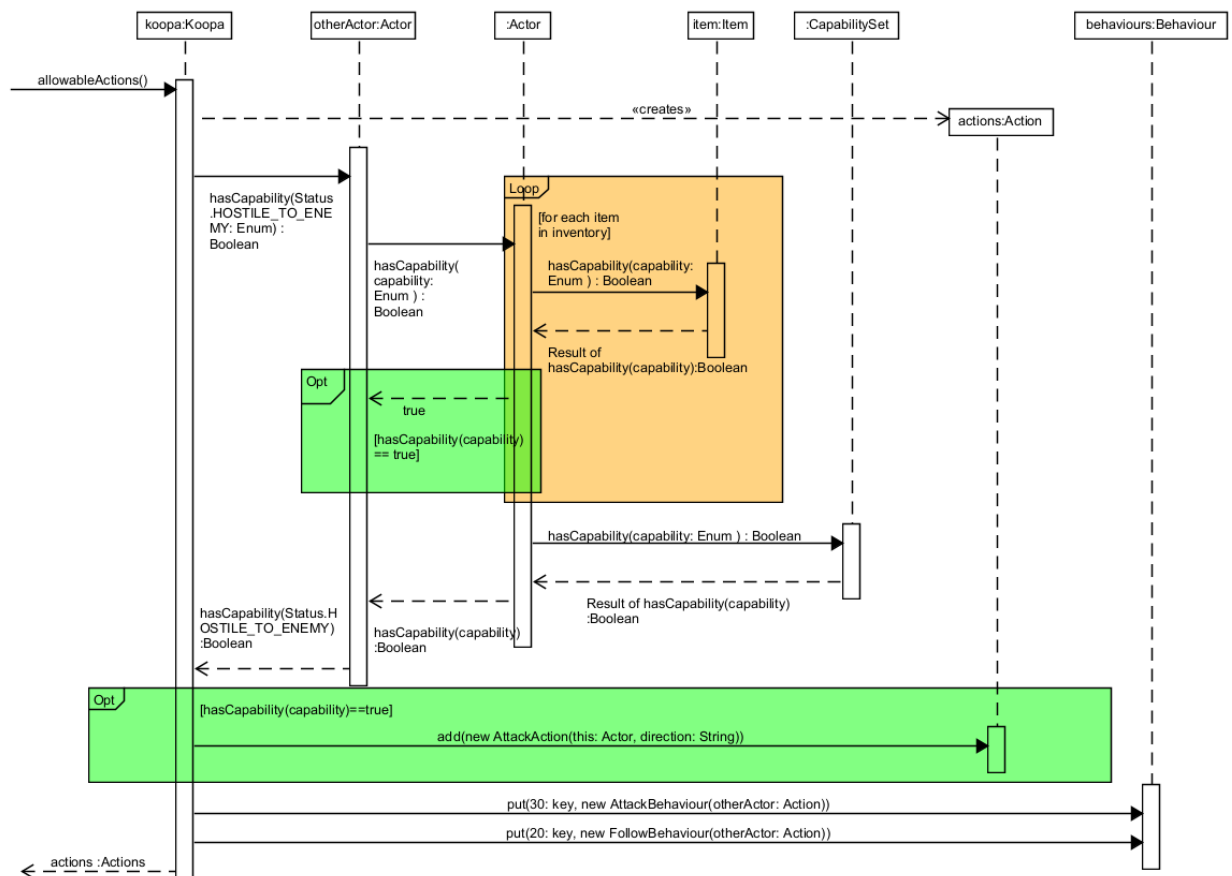 koopa:Koopa
otherActor:Actor
:Actor
item:Item
:CapabilitySet
behaviours:Behaviour
allowableActions()
«creates»
actions:Action
hasCapability(Status
.HOSTILE_TO_ENE
MY: Enum) :
Boolean
Loop
[for each item
in inventory]
hasCapability(
capability:
Enum ) :
Boolean
hasCapability(capability:
Enum ) : Boolean
Result of
hasCapability(capability):Boolean
Opt
true
[hasCapability(capability)
== true]
hasCapability(capability: Enum ) : Boolean
Result of hasCapability(capability)
:Boolean
hasCapability(Status.H
OSTILE_TO_ENEMY)
:Boolean
hasCapability(capability)
:Boolean
Opt
[hasCapability(capability)==true]
add(new AttackAction(this: Actor, direction: String))
put(30: key, new AttackBehaviour(otherActor: Action))
put(20: key, new FollowBehaviour(otherActor: Action))
actions :Actions